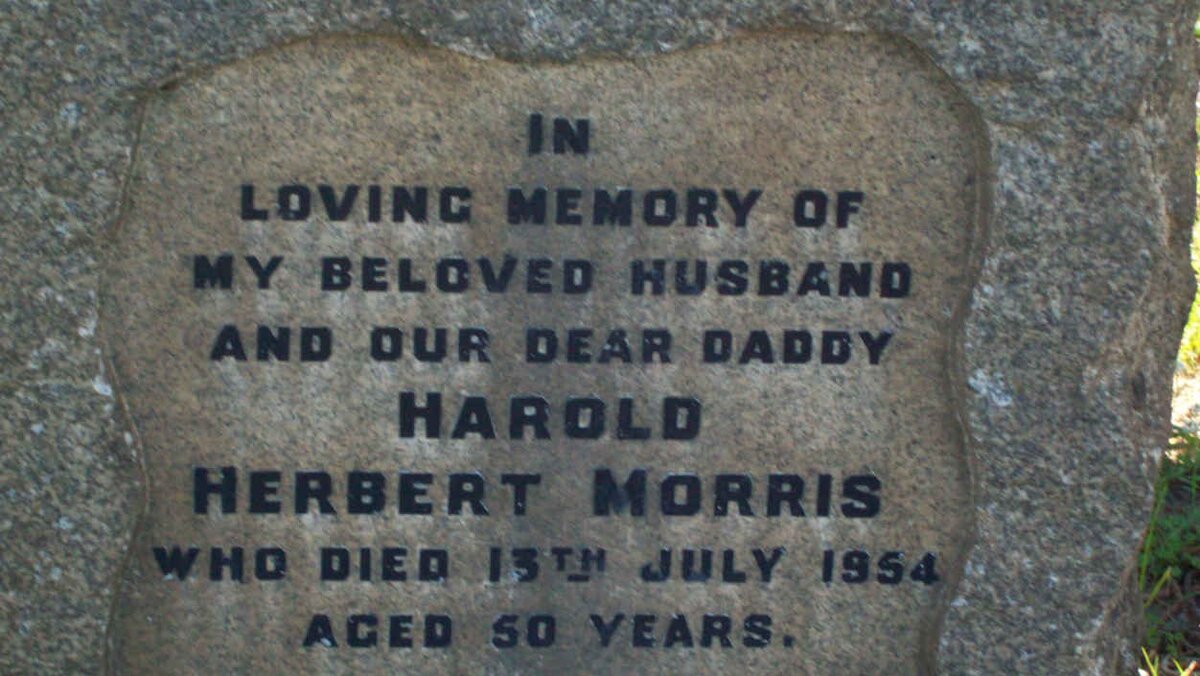 IN
LOVING MEMORY OF
MY BELOVED HUSBAND
AND OUR DEAR DADDY
HAROLD
HERBERT MORRIS
WHO DIED 13TH JULY 1954
AGED 50 YEARS.